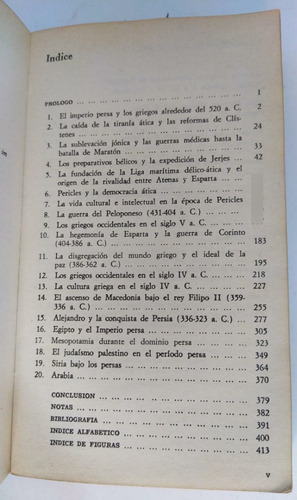 Indice
PROLOGO ... 1
1. El imperio persa y los griegos alrededor del 520 a. C. 2
2. La caída de la tiranía ática y las reformas de Clís-
tenes ... 24
3. La sublevación jónica y las guerras médicas hasta la
batalla de Maratón ... 33
4. Los preparativos bélicos y la expedición de Jerjes ... 42
5. La fundación de la Liga marítima délico-ática y el
origen de la rivalidad entre Atenas y Esparta
6. Pericles y la democracia ática ...
7. La vida cultural e intelectual en la época de Pericles
8. La guerra del Peloponeso (431-404 a. C.) ...
9. Los griegos occidentales en el siglo V a. C. ...
10. La hegemonía de Esparta y la guerra de Corinto
(404-386 a. C.) ... 183
11. La disgregación del mundo griego y el ideal de la
paz (386-362 a. C.) ... 195
12. Los griegos occidentales en el siglo IV a. C. ... 218
13. La cultura griega en el siglo IV a. C. ... 227
14. El ascenso de Macedonia bajo el rey Filipo II (359-
336 a. C.) ... 255
15. Alejandro y la conquista de Persia (336-323 a. C.) ... 277
16. Egipto y el Imperio persa ... 305
17. Mesopotamia durante el dominio persa ... 323
18. El judaísmo palestino en el período persa ... 349
19. Siria bajo los persas ... 364
20. Arabia ... 370
CONCLUSION ... 379
NOTAS ... 382
BIBLIOGRAFIA ... 391
INDICE ALFABETICO ... 400
INDICE DE FIGURAS ... 413
V